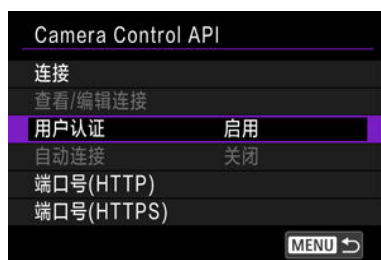 Camera Control API
连接
查看/编辑连接
用户认证 启用
自动连接 关闭
端口号(HTTP)
端口号(HTTPS)
MENU